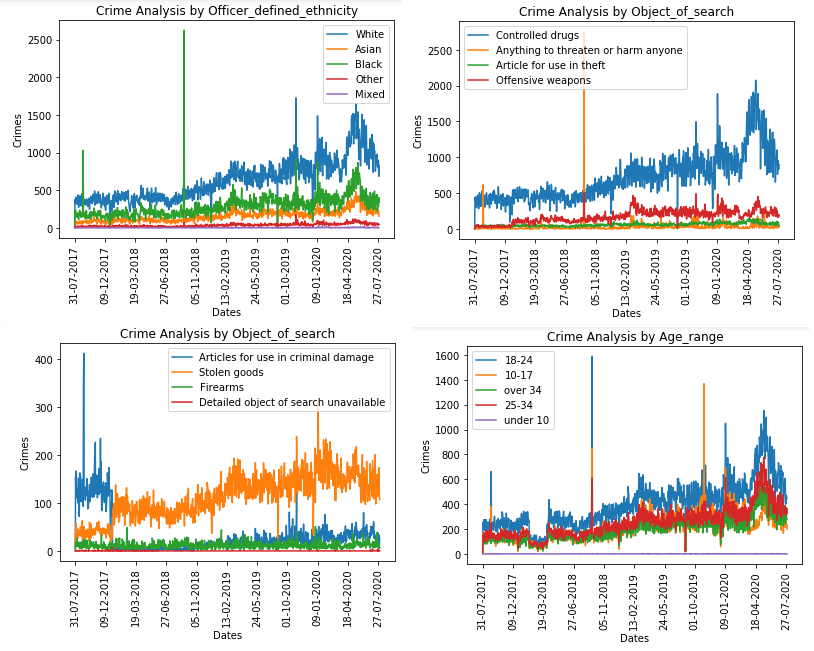 Crime Analysis by Officer_defined_ethnicity
2500
2000
1500
1000
500
0
Crimes
White
Asian
Black
Other
Mixed
31-07-2017
09-12-2017
19-03-2018
27-06-2018
05-11-2018
13-02-2019
24-05-2019
01-10-2019
09-01-2020
18-04-2020
27-07-2020
Dates
Crime Analysis by Object_of_search
2500
2000
1500
1000
500
0
Crimes
Controlled drugs
Anything to threaten or harm anyone
Article for use in theft
Offensive weapons
31-07-2017
09-12-2017
19-03-2018
27-06-2018
05-11-2018
13-02-2019
24-05-2019
01-10-2019
09-01-2020
18-04-2020
27-07-2020
Dates
Crime Analysis by Object_of_search
400
300
200
100
0
Crimes
Articles for use in criminal damage
Stolen goods
Firearms
Detailed object of search unavailable
31-07-2017
09-12-2017
19-03-2018
27-06-2018
05-11-2018
13-02-2019
24-05-2019
01-10-2019
09-01-2020
18-04-2020
27-07-2020
Dates
Crime Analysis by Age_range
1600
1400
1200
1000
800
600
400
200
0
Crimes
18-24
10-17
over 34
25-34
under 10
31-07-2017
09-12-2017
19-03-2018
27-06-2018
05-11-2018
13-02-2019
24-05-2019
01-10-2019
09-01-2020
18-04-2020
27-07-2020
Dates